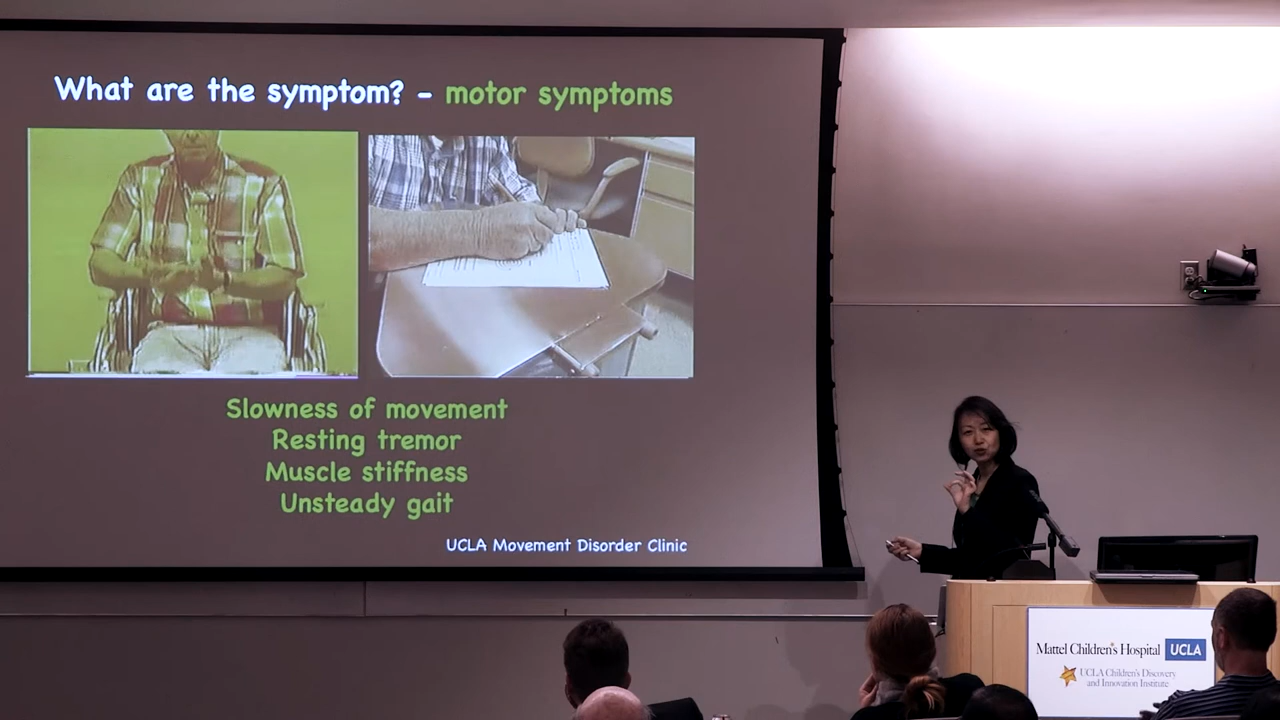 What are the symptom? - motor symptoms
Slowness of movement
Resting tremor
Muscle stiffness
Unsteady gait
UCLA Movement Disorder Clinic
Mattel Children's Hospital UCLA
UCLA Children's Discovery
and Innovation Institute